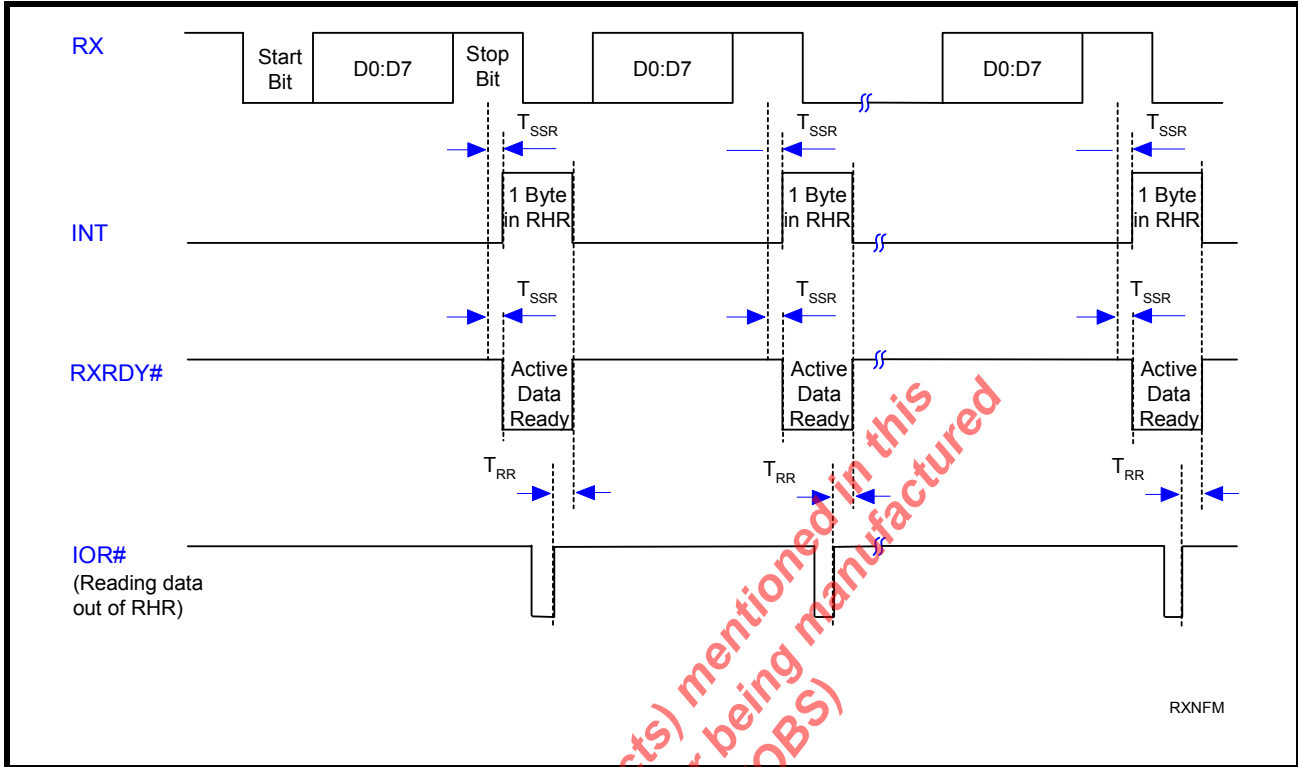 RX
Start
Bit
D0:D7
Stop
Bit
D0:D7
D0:D7
TSSR
TSSR
TSSR
INT
1 Byte
in RHR
1 Byte
in RHR
1 Byte
in RHR
TSSR
TSSR
TSSR
RXRDY#
Active
Data
Ready
Active
Data
Ready
Active
Data
Ready
TRR
TRR
TRR
IOR#
(Reading data
out of RHR)
mentioned in this
being manufactured
OBS)
RXNFM